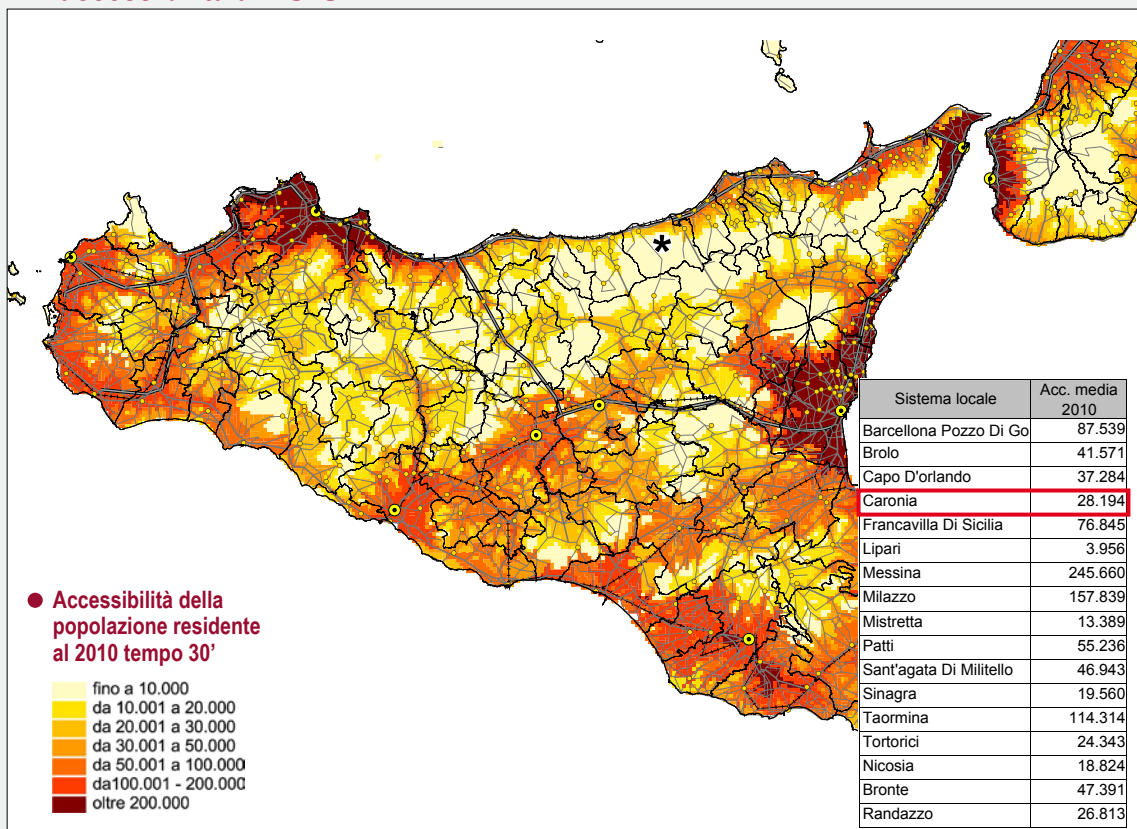 Accessibilità della
popolazione residente
al 2010 tempo 30'
fino a 10.000
da 10.001 a 20.000
da 20.001 a 30.000
da 30.001 a 50.000
da 50.001 a 100.000
da100.001 - 200.000
oltre 200.000
Sistema locale Acc. media 2010
Barcellona Pozzo Di Go 87.539
Brolo 41.571
Capo D'orlando 37.284
Caronia 28.194
Francavilla Di Sicilia 76.845
Lipari 3.956
Messina 245.660
Milazzo 157.839
Mistretta 13.389
Patti 55.236
Sant'agata Di Militello 46.943
Sinagra 19.560
Taormina 114.314
Tortorici 24.343
Nicosia 18.824
Bronte 47.391
Randazzo 26.813